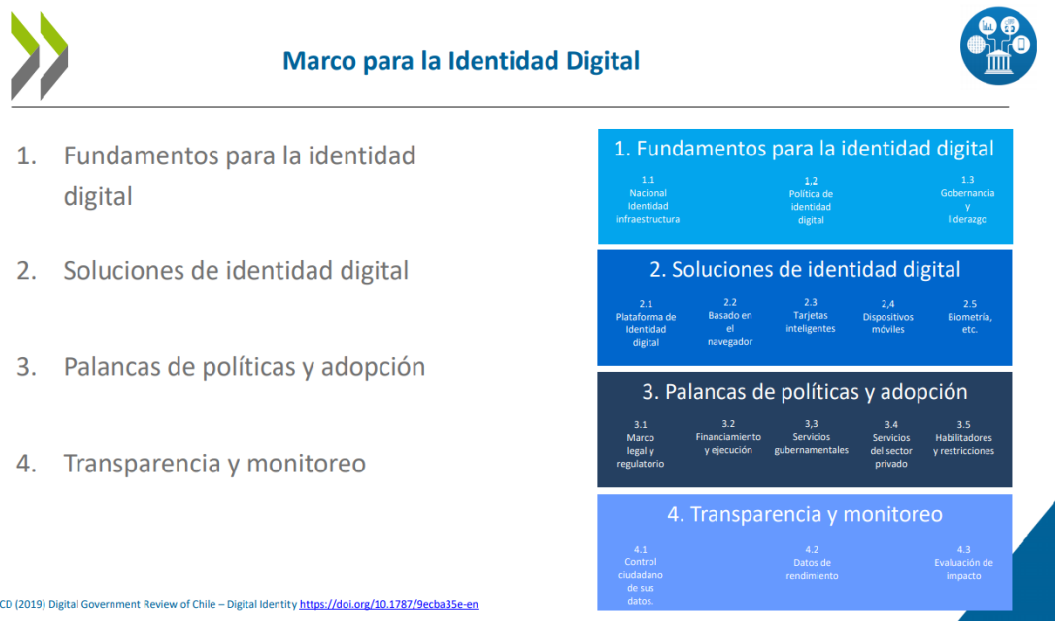 Marco para la Identidad Digital
1. Fundamentos para la identidad
digital
2. Soluciones de identidad digital
3. Palancas de políticas y adopción
4. Transparencia y monitoreo
1. Fundamentos para la identidad digital
1.1
Nacional
Identidad
infraestructura
1,2
Política de
identidad
digital
1.3
Gobernancia
y
liderazgo
2. Soluciones de identidad digital
2.1
Plataforma de
Identidad
digital
2.2
Basado en
el
navegador
2.3
Tarjetas
inteligentes
2,4
Dispositivos
móviles
2.5
Biometría,
etc.
3. Palancas de políticas y adopción
3.1
Marco
legal y
regulatorio
3.2
Financiamiento
y ejecución
3,3
Servicios
gubernamentales
3.4
Servicios
del sector
privado
3.5
Habilitadores
y restricciones
4. Transparencia y monitoreo
4.1
Control
ciudadano
de sus
datos.
4.2
Datos de
rendimiento
4.3
Evaluación de
impacto
CD (2019) Digital Government Review of Chile – Digital Identity https://doi.org/10.1787/9ecba35e-en